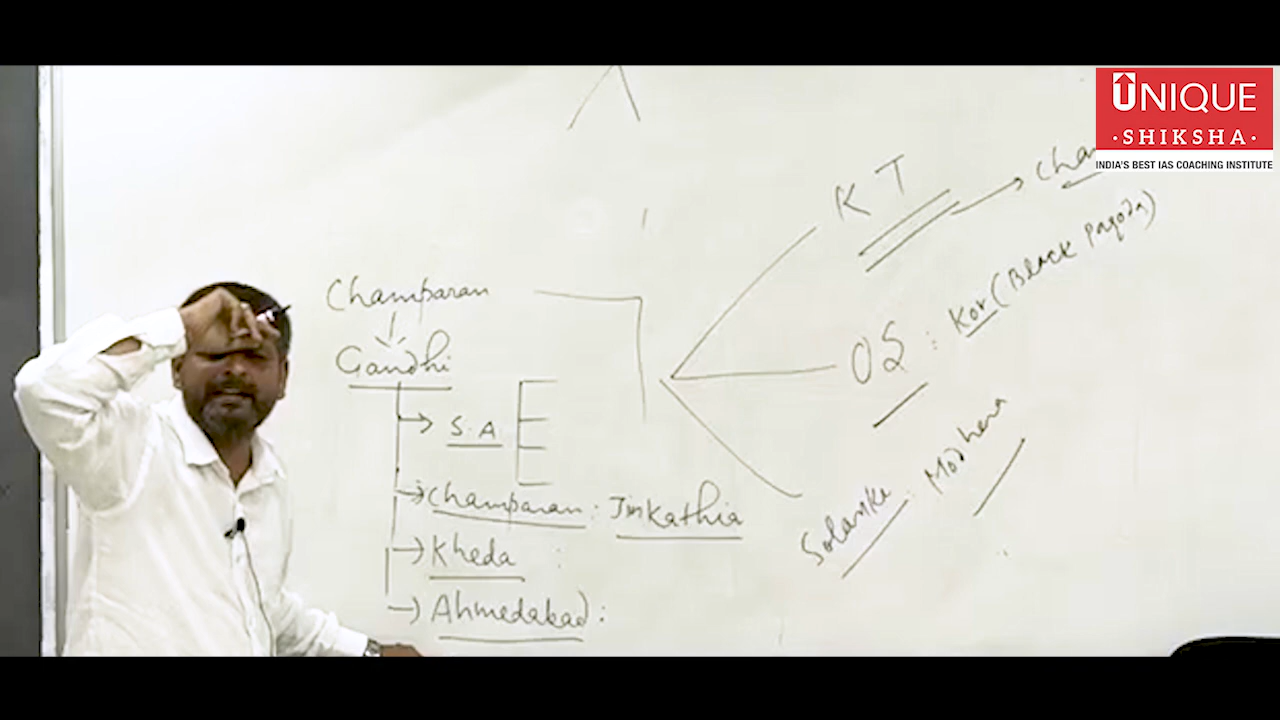 UNIQUE
·SHIKSHA·
INDIA'S BEST IAS COACHING INSTITUTE
KT → Cha
OS : Kor (Black Pagoda)
Solanki : Modhera
Champaran
Gandhi
→ S.A
→ Champaran : Tinkathia
→ Kheda :
→ Ahmedabad :